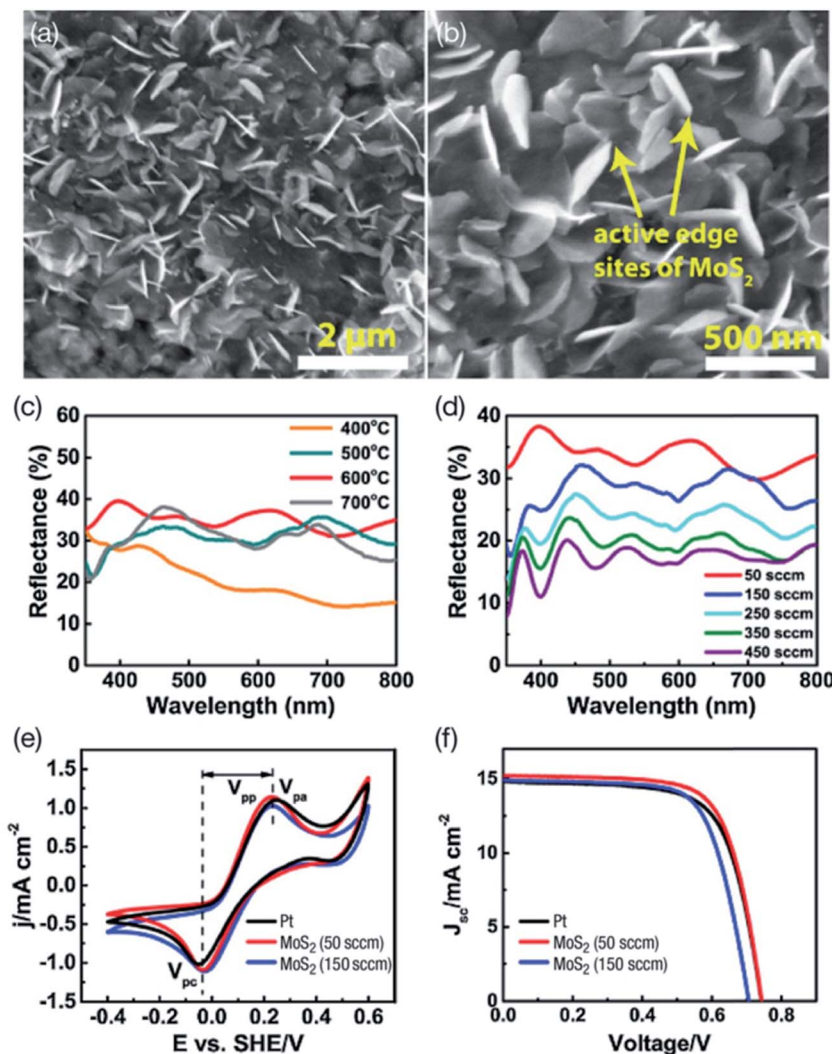 (a)
2 μm
(b)
active edge
sites of MoS₂
500 nm
(c)
60
50
40
30
20
10
0
Reflectance (%)
400°C
500°C
600°C
700°C
400 500 600 700 800
Wavelength (nm)
(d)
40
30
20
10
0
Reflectance (%)
50 sccm
150 sccm
250 sccm
350 sccm
450 sccm
400 500 600 700 800
Wavelength (nm)
(e)
1.5
1.0
0.5
0.0
-0.5
-1.0
-1.5
j/mA cm⁻²
Vpp
Vpa
Vpc
Pt
MoS₂ (50 sccm)
MoS₂ (150 sccm)
-0.4 -0.2 0.0 0.2 0.4 0.6
E vs. SHE/V
(f)
15
10
5
0
Jsc/mA cm⁻²
Pt
MoS₂ (50 sccm)
MoS₂ (150 sccm)
0.0 0.2 0.4 0.6 0.8
Voltage/V